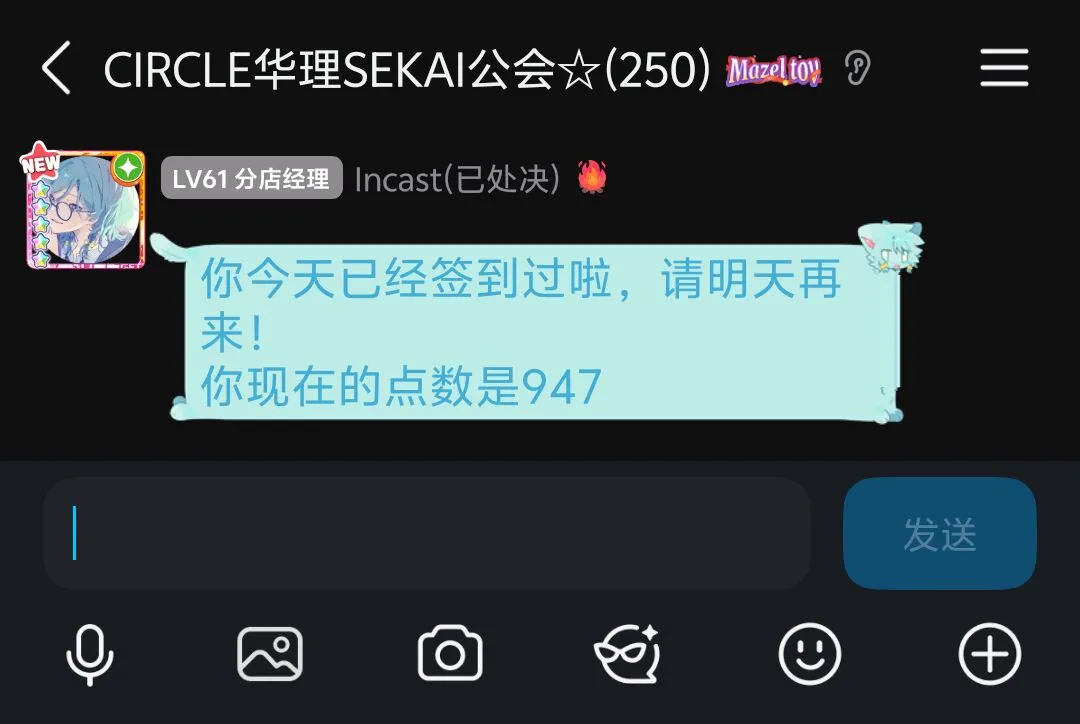 CIRCLE华理SEKAI公会☆(250) Mazel tov
NEW
LV61 分店经理 Incast(已处决)
你今天已经签到过啦，请明天再
来！
你现在的点数是947
发送